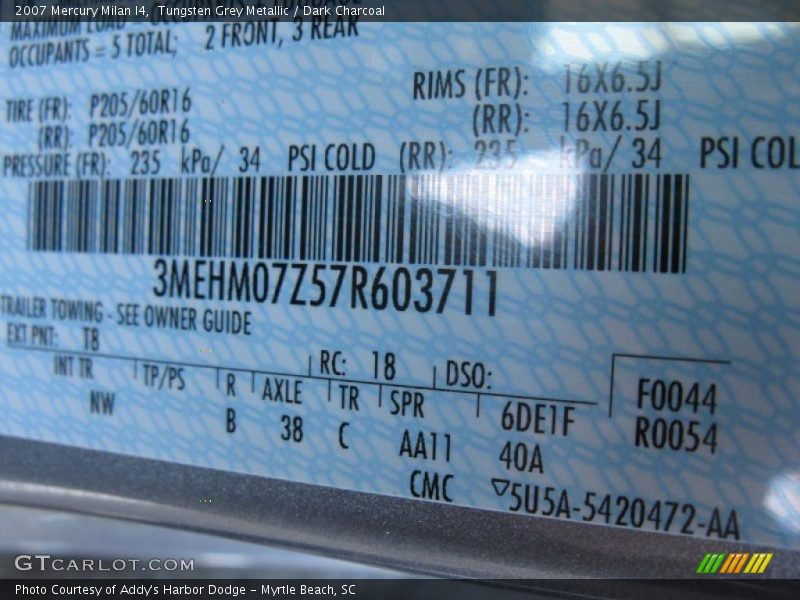 2007 Mercury Milan I4, Tungsten Grey Metallic / Dark Charcoal
MAXIMUM LOAD
OCCUPANTS = 5 TOTAL; 2 FRONT, 3 REAR
TIRE (FR): P205/60R16 RIMS (FR): 16X6.5J
(RR): P205/60R16 (RR): 16X6.5J
PRESSURE (FR): 235 kPa/ 34 PSI COLD (RR): 235 kPa/ 34 PSI COL
3MEHM07Z57R603711
TRAILER TOWING - SEE OWNER GUIDE
EXT PNT: T8 RC: 18 DSO:
INT TR TP/PS R AXLE TR SPR 6DE1F F0044
NW B 38 C AA11 40A R0054
CMC ▽5U5A-5420472-AA
GTCARLOT.COM
Photo Courtesy of Addy's Harbor Dodge - Myrtle Beach, SC